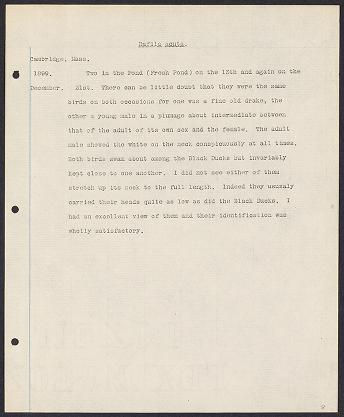 Dafila acuta.
Cambridge, Mass.
1899. Two in the Pond (Fresh Pond) on the 12th and again on the
December. 21st. There can be little doubt that they were the same
birds on both occasions for one was a fine old drake, the
other a young male in a plumage about intermediate between
that of the adult of its own sex and the female. The adult
male showed the white on the neck conspicuously at all times.
Both birds swam about among the Black Ducks but invariably
kept close to one another. I did not see either of them
stretch up its neck to the full length. Indeed they usualy
carried their heads quite as low as did the Black Ducks. I
had an excellent view of them and their identification was
wholly satisfactory.